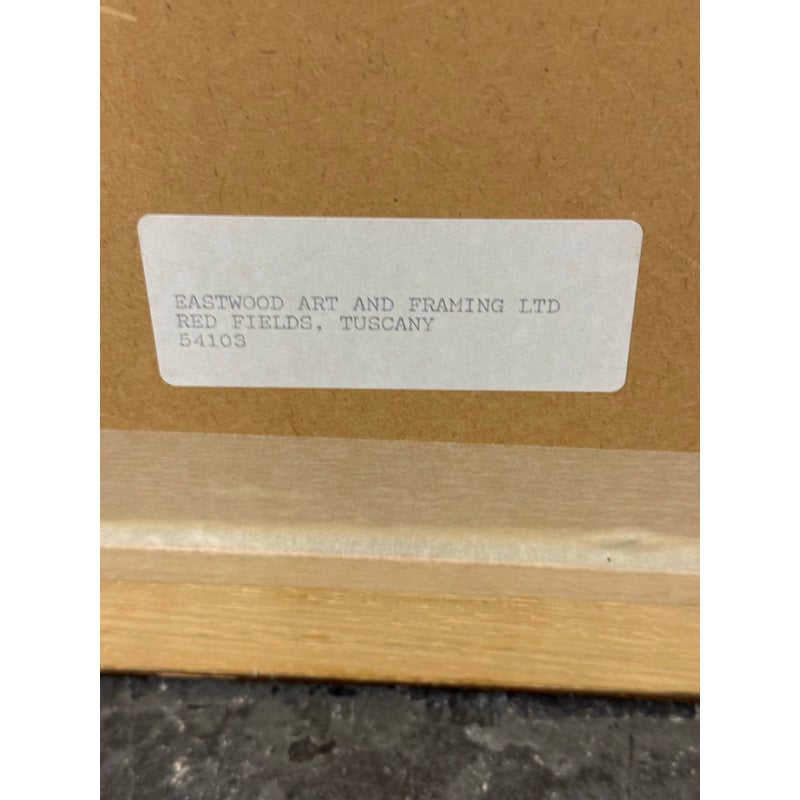 EASTWOOD ART AND FRAMING LTD
RED FIELDS, TUSCANY
54103